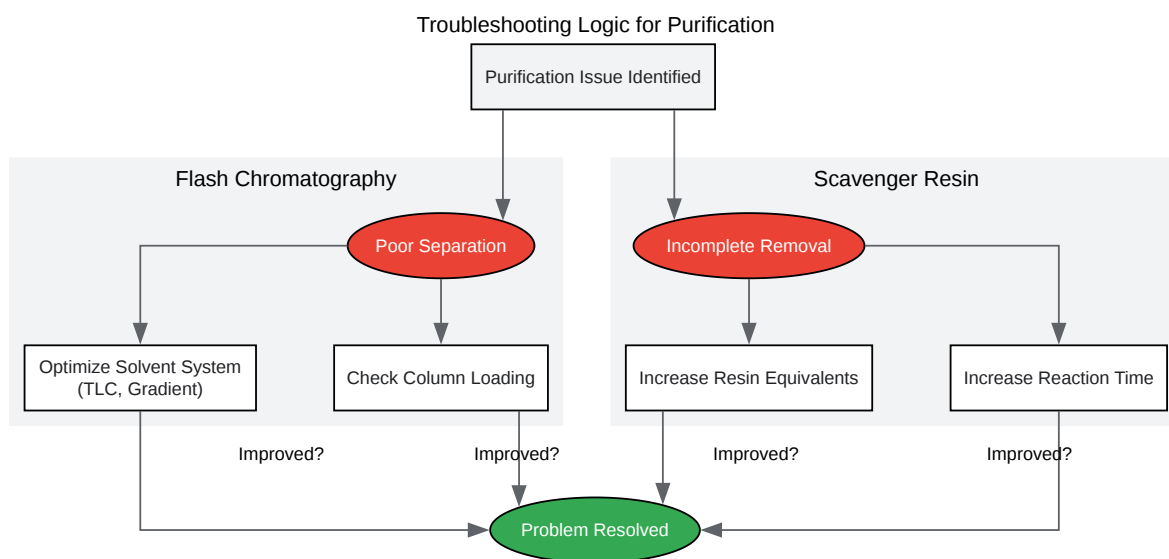 Troubleshooting Logic for Purification
Purification Issue Identified
Flash Chromatography
Scavenger Resin
Poor Separation
Incomplete Removal
Optimize Solvent System
(TLC, Gradient)
Check Column Loading
Increase Resin Equivalents
Increase Reaction Time
Improved?
Improved?
Improved?
Improved?
Problem Resolved